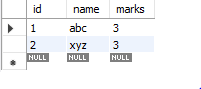 id name marks
1 abc 3
2 xyz 3
NULL NULL NULL